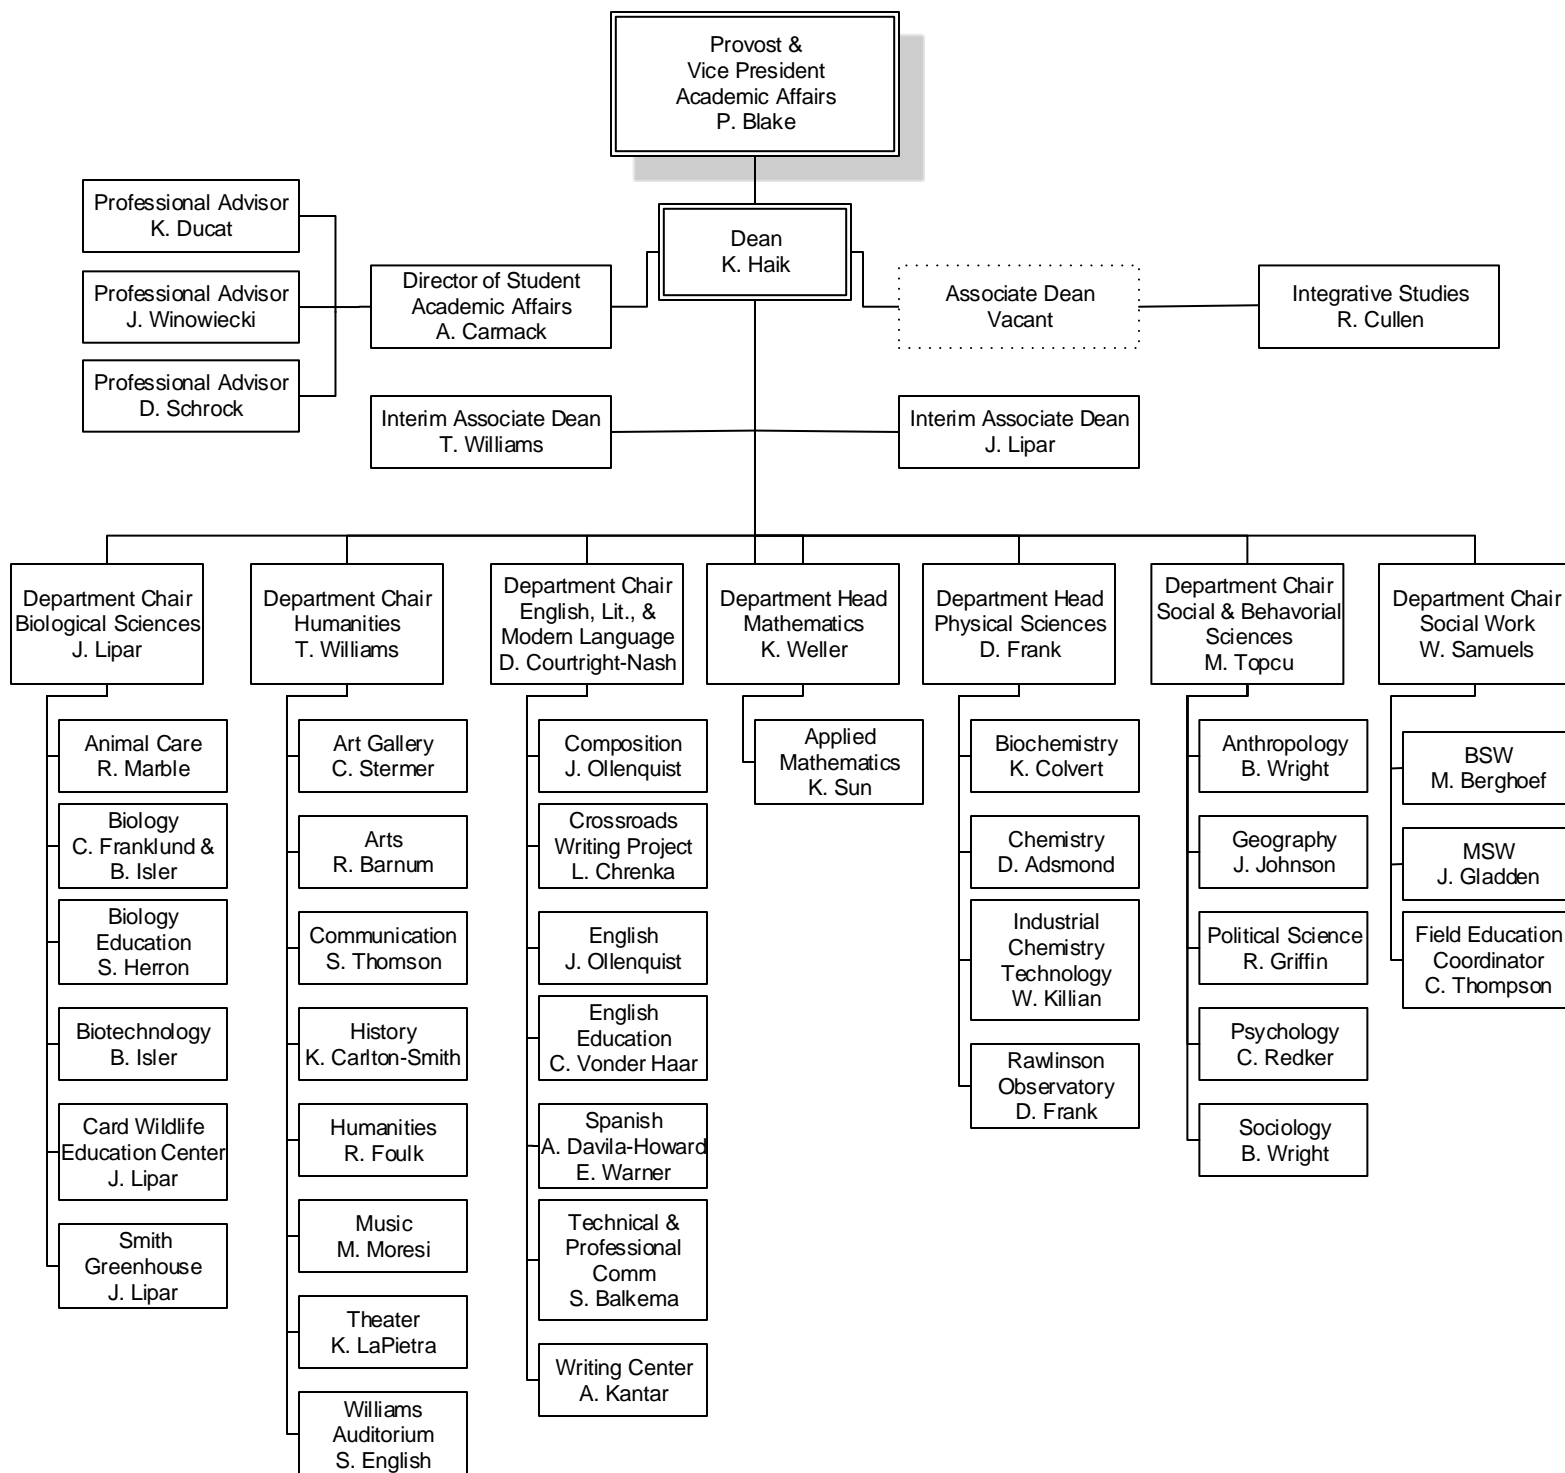 Provost &
Vice President
Academic Affairs
P. Blake
Professional Advisor
K. Ducat
Dean
K. Haik
Professional Advisor
J. Winowiecki
Director of Student
Academic Affairs
A. Carmack
Associate Dean
Vacant
Integrative Studies
R. Cullen
Professional Advisor
D. Schrock
Interim Associate Dean
T. Williams
Interim Associate Dean
J. Lipar
Department Chair
Biological Sciences
J. Lipar
Department Chair
Humanities
T. Williams
Department Chair
English, Lit., &
Modern Language
D. Courtright-Nash
Department Head
Mathematics
K. Weller
Department Head
Physical Sciences
D. Frank
Department Chair
Social & Behavorial
Sciences
M. Topcu
Department Chair
Social Work
W. Samuels
Animal Care
R. Marble
Biology
C. Franklund &
B. Isler
Biology
Education
S. Herron
Biotechnology
B. Isler
Card Wildlife
Education Center
J. Lipar
Smith
Greenhouse
J. Lipar
Art Gallery
C. Stermer
Arts
R. Barnum
Communication
S. Thomson
History
K. Carlton-Smith
Humanities
R. Foulk
Music
M. Moresi
Theater
K. LaPietra
Williams
Auditorium
S. English
Composition
J. Ollenquist
Crossroads
Writing Project
L. Chrenka
English
J. Ollenquist
English
Education
C. Vonder Haar
Spanish
A. Davila-Howard
E. Warner
Technical &
Professional
Comm
S. Balkema
Writing Center
A. Kantar
Applied
Mathematics
K. Sun
Biochemistry
K. Colvert
Chemistry
D. Adsmond
Industrial
Chemistry
Technology
W. Killian
Rawlinson
Observatory
D. Frank
Anthropology
B. Wright
Geography
J. Johnson
Political Science
R. Griffin
Psychology
C. Redker
Sociology
B. Wright
BSW
M. Berghoef
MSW
J. Gladden
Field Education
Coordinator
C. Thompson